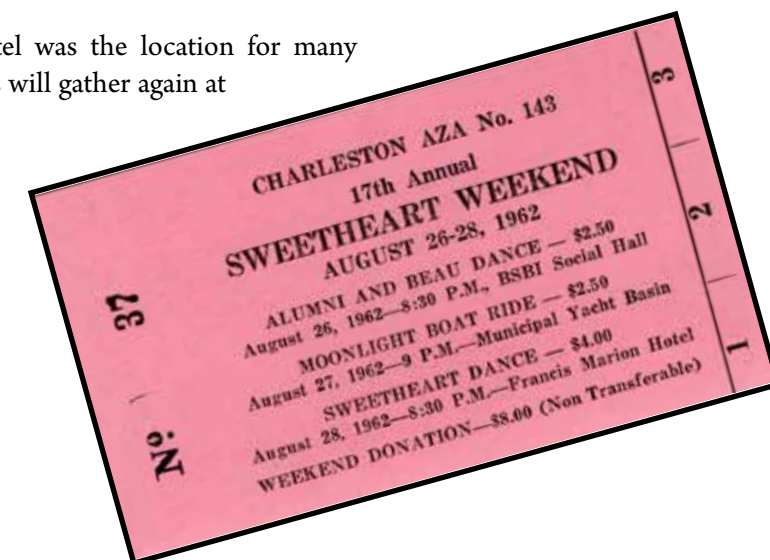 tel was the location for many
will gather again at
CHARLESTON AZA No. 143
17th Annual
SWEETHEART WEEKEND
AUGUST 26-28, 1962
ALUMNI AND BEAU DANCE — $2.50
August 26, 1962—8:30 P.M., BSBI Social Hall
MOONLIGHT BOAT RIDE — $2.50
August 27, 1962—9 P.M.—Municipal Yacht Basin
SWEETHEART DANCE — $4.00
August 28, 1962—8:30 P.M.—Francis Marion Hotel
WEEKEND DONATION—$8.00 (Non Transferable)
Nº 37
1
2
3